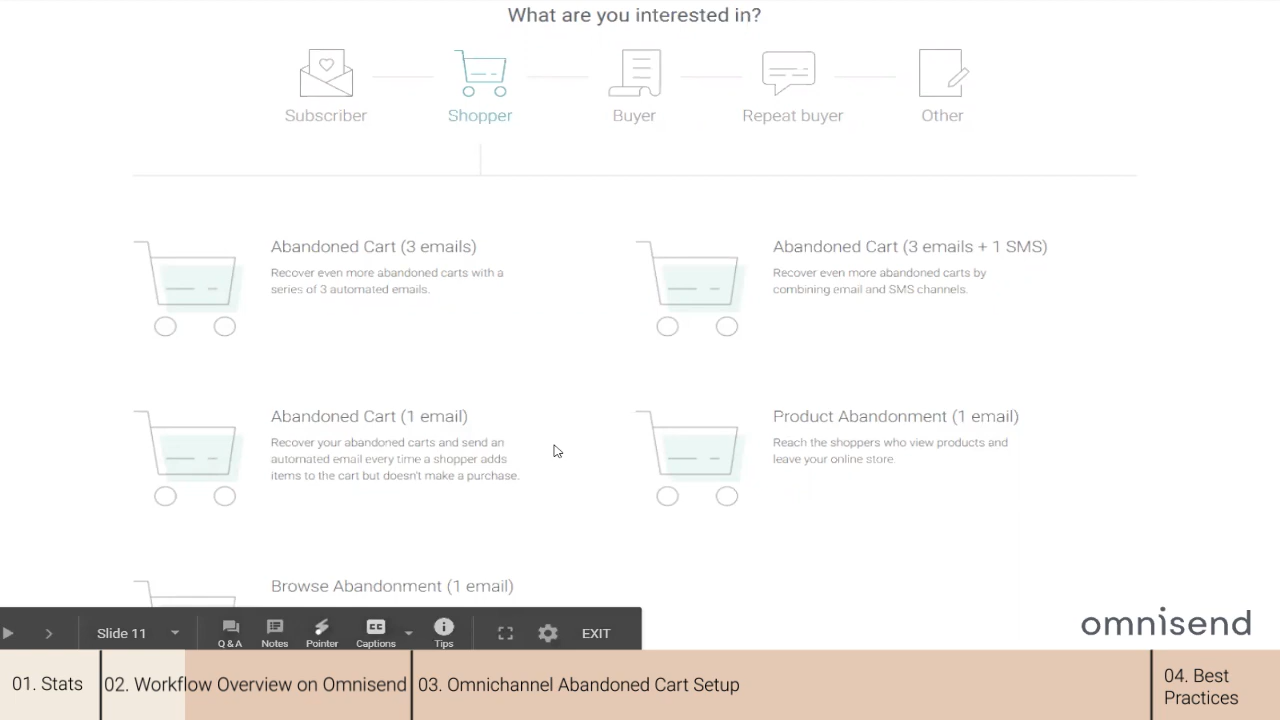 What are you interested in?
Subscriber
Shopper
Buyer
Repeat buyer
Other
Abandoned Cart (3 emails)
Recover even more abandoned carts with a
series of 3 automated emails.
Abandoned Cart (3 emails + 1 SMS)
Recover even more abandoned carts by
combining email and SMS channels.
Abandoned Cart (1 email)
Recover your abandoned carts and send an
automated email every time a shopper adds
items to the cart but doesn't make a purchase.
Product Abandonment (1 email)
Reach the shoppers who view products and
leave your online store.
Browse Abandonment (1 email)
Slide 11
Q & A
Notes
Pointer
CC
Captions
Tips
EXIT
omnisend
01. Stats
02. Workflow Overview on Omnisend
03. Omnichannel Abandoned Cart Setup
04. Best
Practices